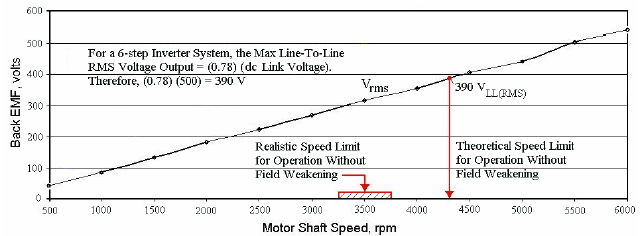 600
500
400
300
200
100
0
Back EMF, volts
For a 6-step Inverter System, the Max Line-To-Line
RMS Voltage Output = (0.78) (dc Link Voltage).
Therefore, (0.78) (500) = 390 V
Vrms
390 VLL(RMS)
Realistic Speed Limit
for Operation Without
Field Weakening
Theoretical Speed Limit
for Operation Without
Field Weakening
500 1000 1500 2000 2500 3000 3500 4000 4500 5000 5500 6000
Motor Shaft Speed, rpm